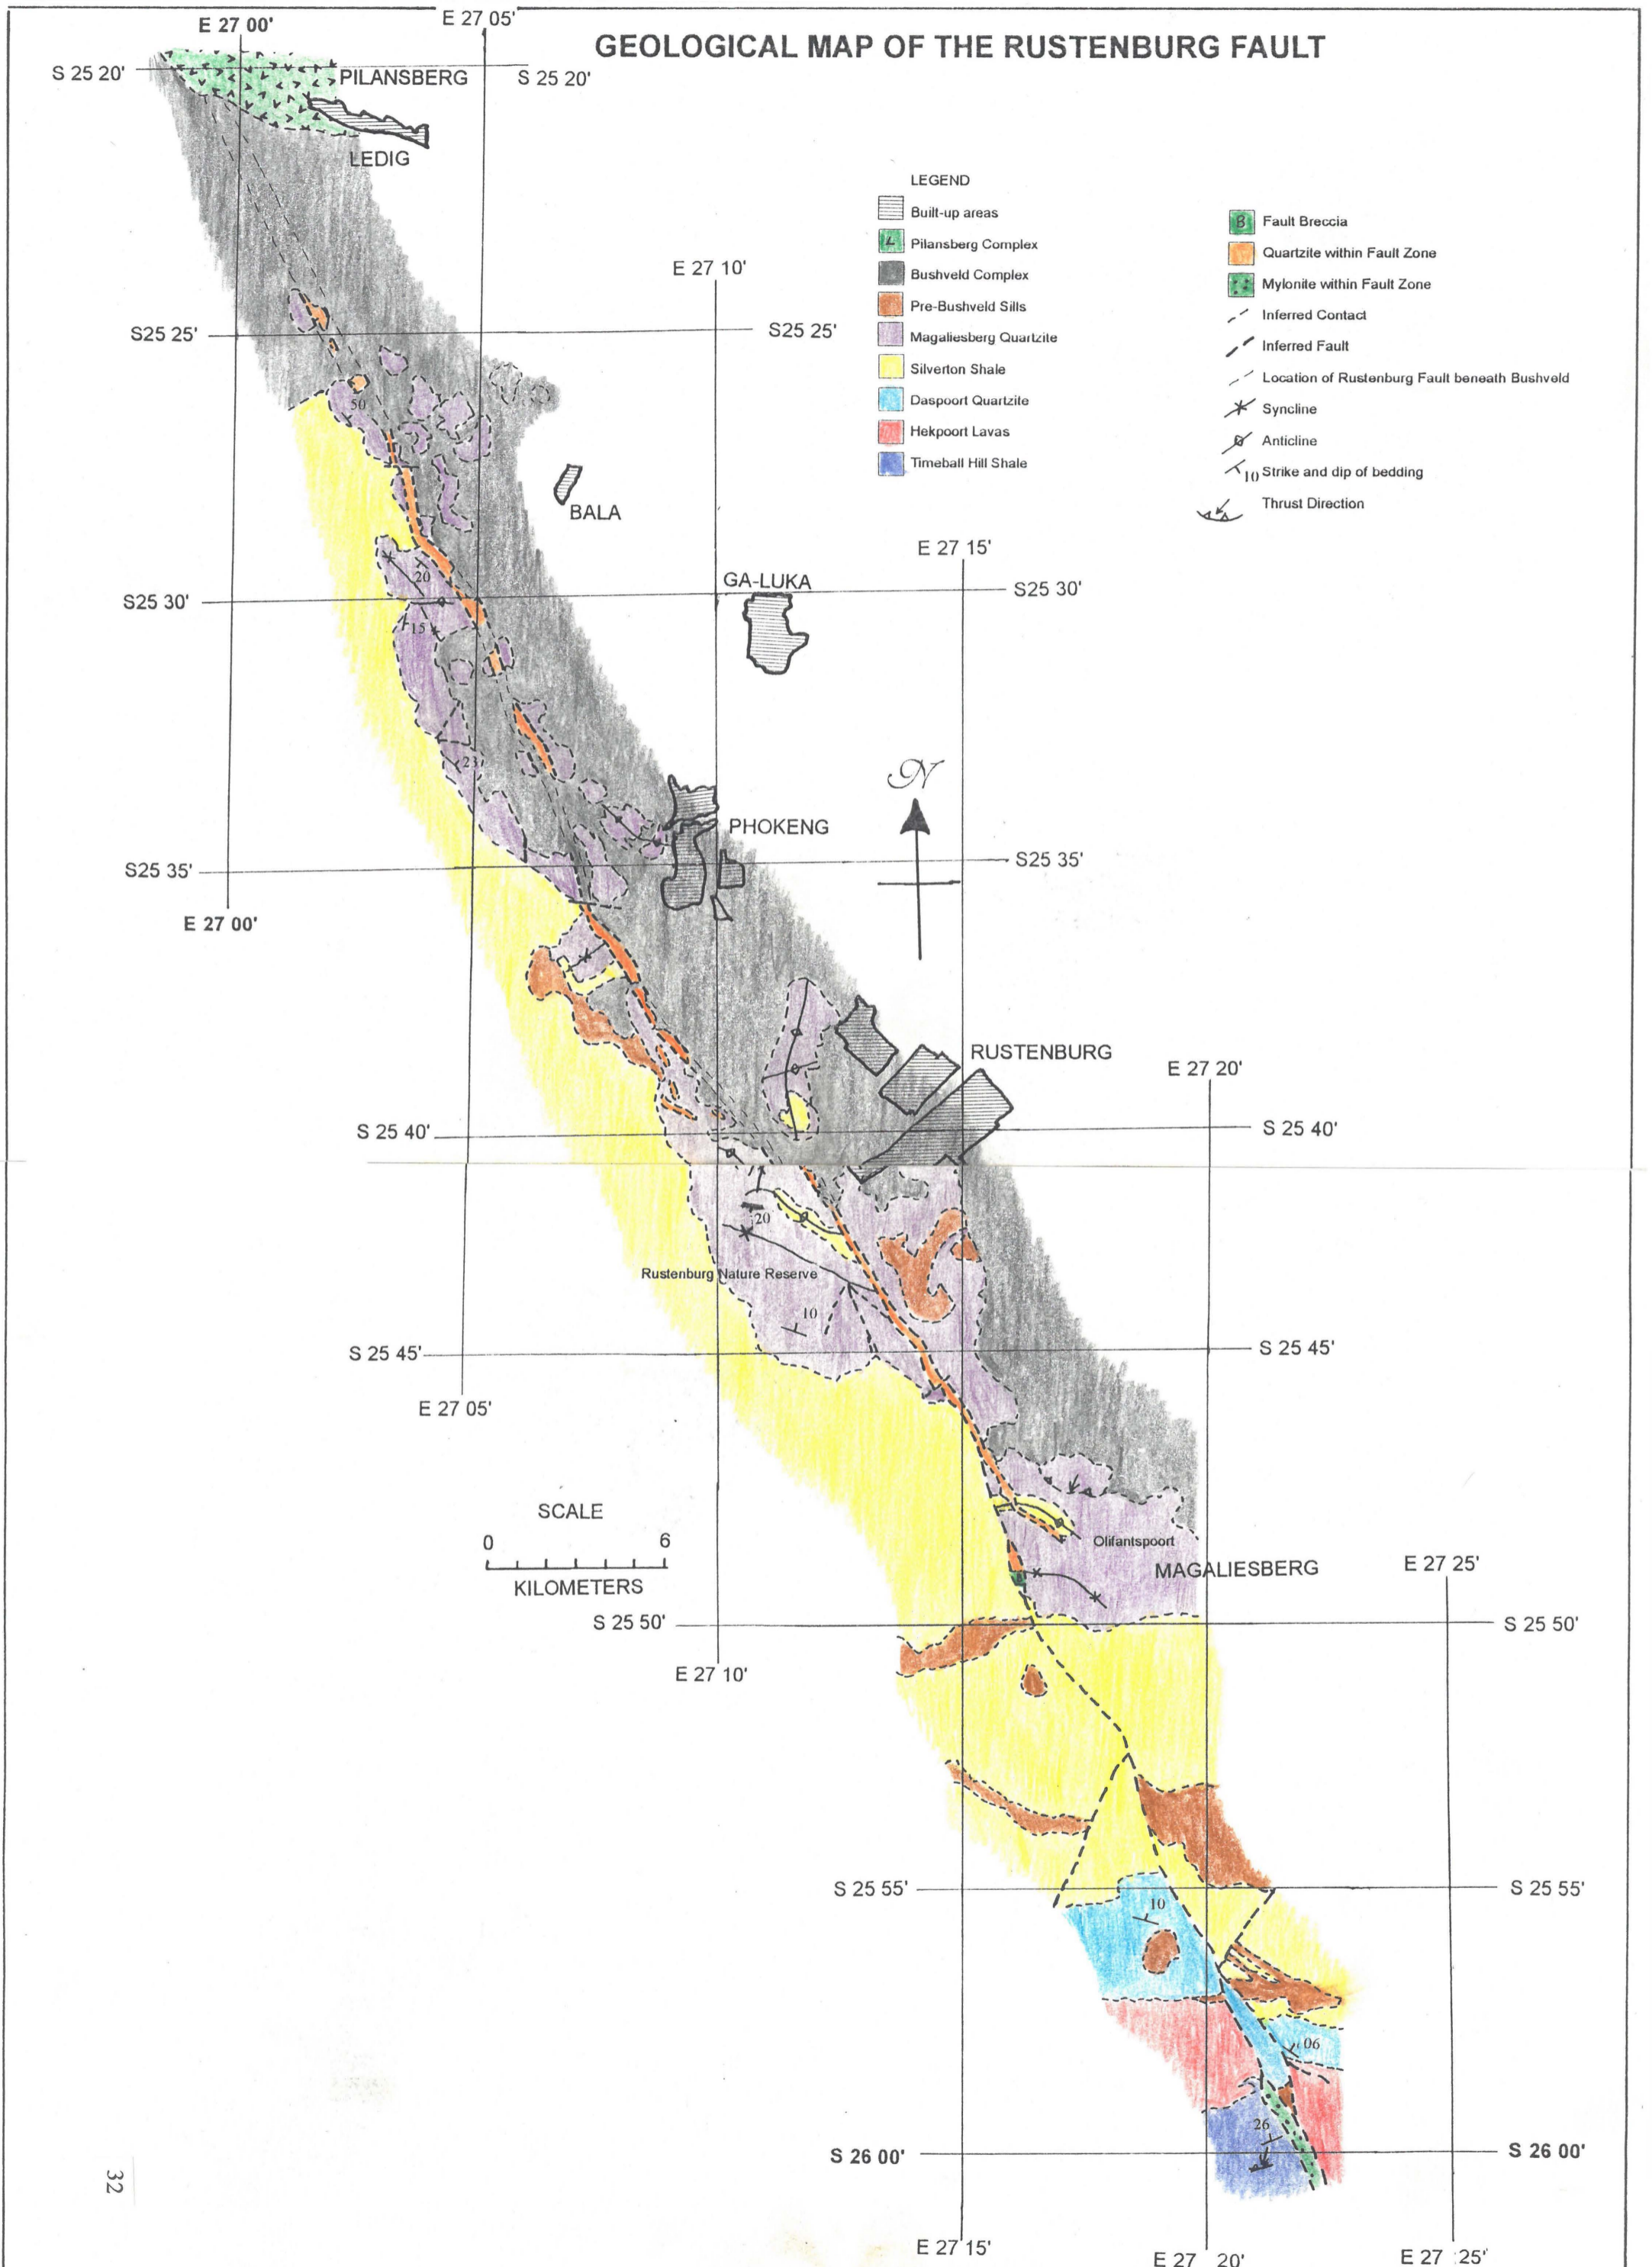 GEOLOGICAL MAP OF THE RUSTENBURG FAULT
E 27 00'
E 27 05'
S 25 20'
PILANSBERG
S 25 20'
LEDIG
LEGEND
Built-up areas
Pilansberg Complex
Bushveld Complex
Pre-Bushveld Sills
Magaliesberg Quartzite
Silverton Shale
Daspoort Quartzite
Hekpoort Lavas
Timeball Hill Shale
B Fault Breccia
Quartzite within Fault Zone
Mylonite within Fault Zone
Inferred Contact
Inferred Fault
Location of Rustenburg Fault beneath Bushveld
Syncline
Anticline
10 Strike and dip of bedding
Thrust Direction
E 27 10'
S25 25'
S25 25'
50
BALA
E 27 15'
GA-LUKA
20
S25 30'
S25 30'
15
23
N
PHOKENG
S25 35'
S25 35'
E 27 00'
RUSTENBURG
E 27 20'
S 25 40'
S 25 40'
20
Rustenburg Nature Reserve
10
S 25 45'
S 25 45'
E 27 05'
SCALE
0 6
KILOMETERS
Olifantspoort
MAGALIESBERG
E 27 25'
S 25 50'
S 25 50'
E 27 10'
S 25 55'
S 25 55'
10
06
26
S 26 00'
S 26 00'
32
E 27 15'
E 27 20'
E 27 25'